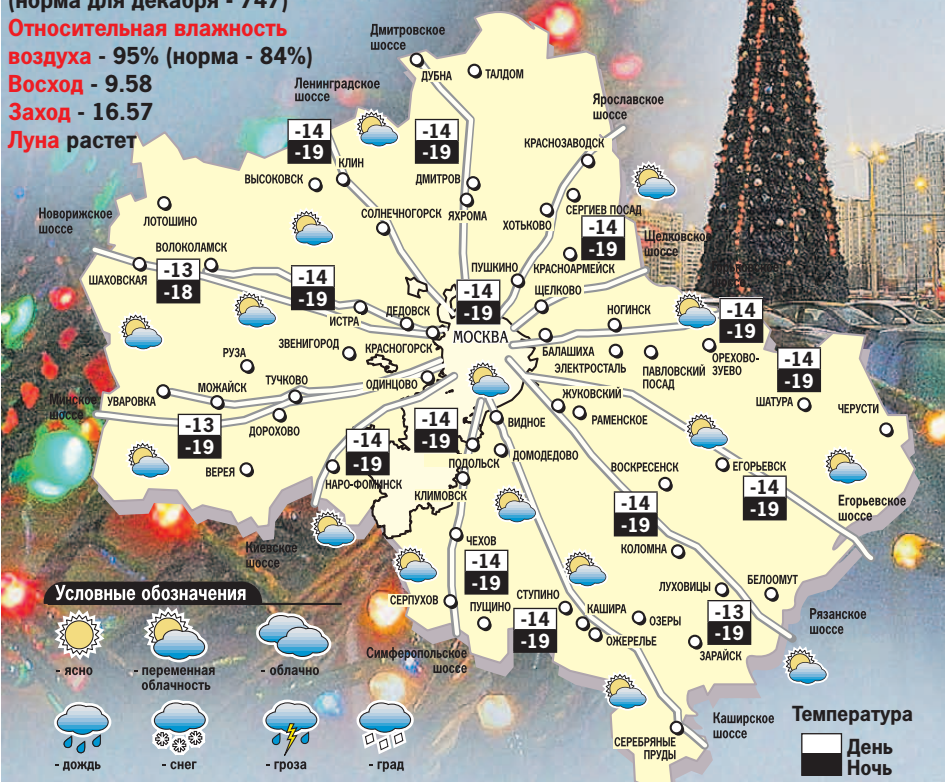 (норма для декабря - 747)
Относительная влажность
воздуха - 95% (норма - 84%)
Восход - 9.58
Заход - 16.57
Луна растет
Дмитровское
шоссе
ДУБНА
ТАЛДОМ
Ленинградское
шоссе
Ярославское
шоссе
-14
-19
-14
-19
КРАСНОЗАВОДСК
КЛИН
ВЫСОКОВСК
ДМИТРОВ
ЛОТОШИНО
Новорижское
шоссе
СОЛНЕЧНОГОРСК
ЯХРОМА
ХОТЬКОВО
СЕРГИЕВ ПОСАД
-14
-19
Щелковско
шоссе
ВОЛОКОЛАМСК
ШАХОВСКАЯ
-13
-18
-14
-19
ПУШКИНО
КРАСНОАРМЕЙСК
-14
-19
ЩЕЛКОВО
ИСТРА
ДЕДОВСК
НОГИНСК
-14
-19
МОСКВА
ЗВЕНИГОРОД
КРАСНОГОРСК
БАЛАШИХА
ЭЛЕКТРОСТАЛЬ
ПАВЛОВСКИЙ
ПОСАД
ОРЕХОВО-
ЗУЕВО
-14
-19
РУЗА
ТУЧКОВО
ОДИНЦОВО
МОЖАЙСК
УВАРОВКА
Минское
шоссе
ЖУКОВСКИЙ
РАМЕНСКОЕ
ШАТУРА
ЧЕРУСТИ
-13
-19
ДОРОХОВО
-14
-19
ВИДНОЕ
ДОМОДЕДОВО
ВЕРЕЯ
-14
-19
НАРО-ФОМИНСК
ПОДОЛЬСК
КЛИМОВСК
ВОСКРЕСЕНСК
ЕГОРЬЕВСК
-14
-19
-14
-19
Егорьевское
шоссе
Киевское
шоссе
ЧЕХОВ
КОЛОМНА
-14
-19
ЛУХОВИЦЫ
БЕЛООМУТ
СЕРПУХОВ
ПУЩИНО
СТУПИНО
-14
-19
КАШИРА
ОЖЕРЕЛЬЕ
ОЗЕРЫ
-13
-19
ЗАРАЙСК
Рязанское
шоссе
Симферопольское
шоссе
СЕРЕБРЯНЫЕ
ПРУДЫ
Каширское
шоссе
Условные обозначения
- ясно
- переменная
облачность
- облачно
- дождь
- снег
- гроза
- град
Температура
День
Ночь